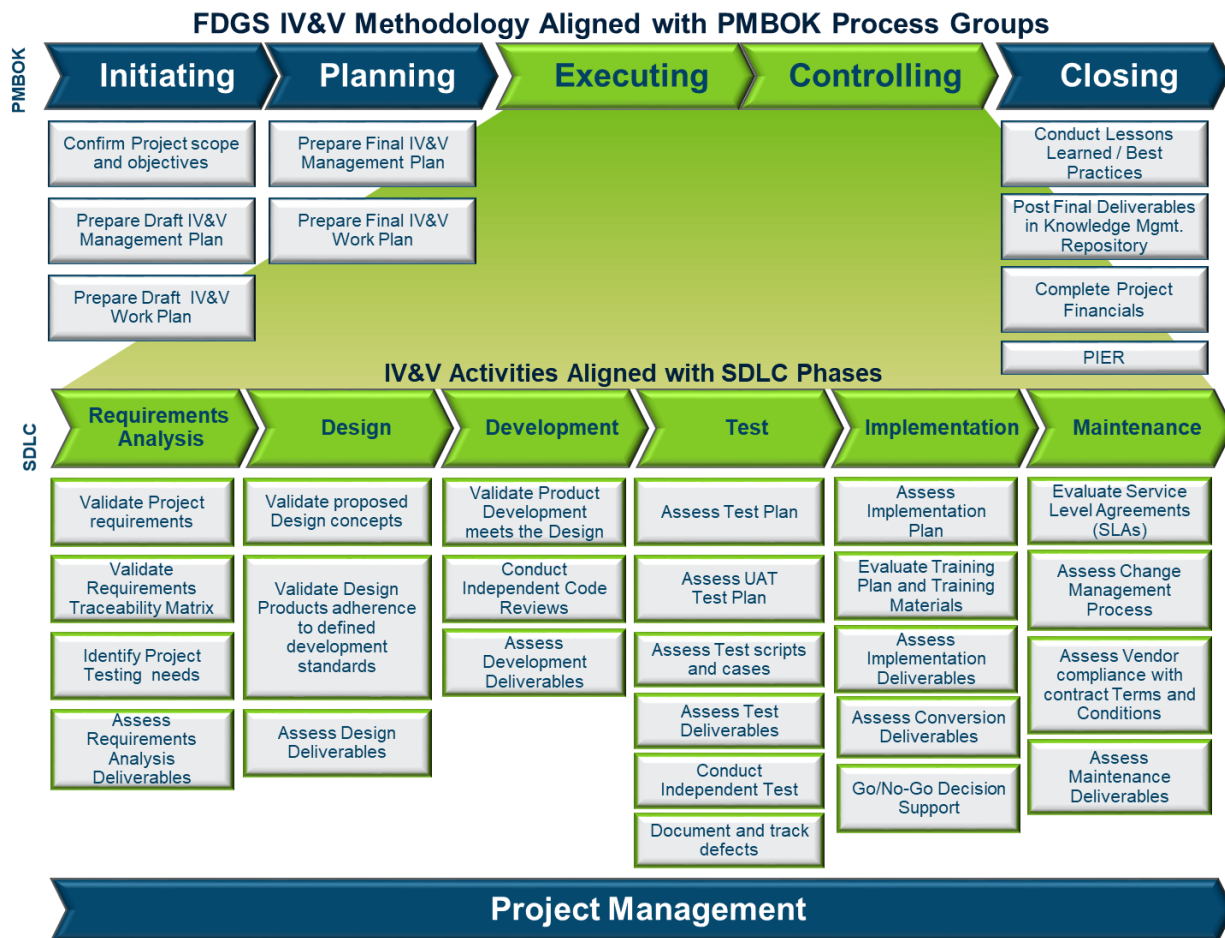 FDGS IV&V Methodology Aligned with PMBOK Process Groups
PMBOK
Initiating
Planning
Executing
Controlling
Closing
Confirm Project scope
and objectives
Prepare Draft IV&V
Management Plan
Prepare Draft IV&V
Work Plan
Prepare Final IV&V
Management Plan
Prepare Final IV&V
Work Plan
Conduct Lessons
Learned / Best
Practices
Post Final Deliverables
in Knowledge Mgmt.
Repository
Complete Project
Financials
PIER
IV&V Activities Aligned with SDLC Phases
SDLC
Requirements
Analysis
Design
Development
Test
Implementation
Maintenance
Validate Project
requirements
Validate
Requirements
Traceability Matrix
Identify Project
Testing needs
Assess
Requirements
Analysis
Deliverables
Validate proposed
Design concepts
Validate Design
Products adherence
to defined
development
standards
Assess Design
Deliverables
Validate Product
Development
meets the Design
Conduct
Independent Code
Reviews
Assess
Development
Deliverables
Assess Test Plan
Assess UAT
Test Plan
Assess Test scripts
and cases
Assess Test
Deliverables
Conduct
Independent Test
Document and track
defects
Assess
Implementation
Plan
Evaluate Training
Plan and Training
Materials
Assess
Implementation
Deliverables
Assess Conversion
Deliverables
Go/No-Go Decision
Support
Evaluate Service
Level Agreements
(SLAs)
Assess Change
Management
Process
Assess Vendor
compliance with
contract Terms and
Conditions
Assess
Maintenance
Deliverables
Project Management